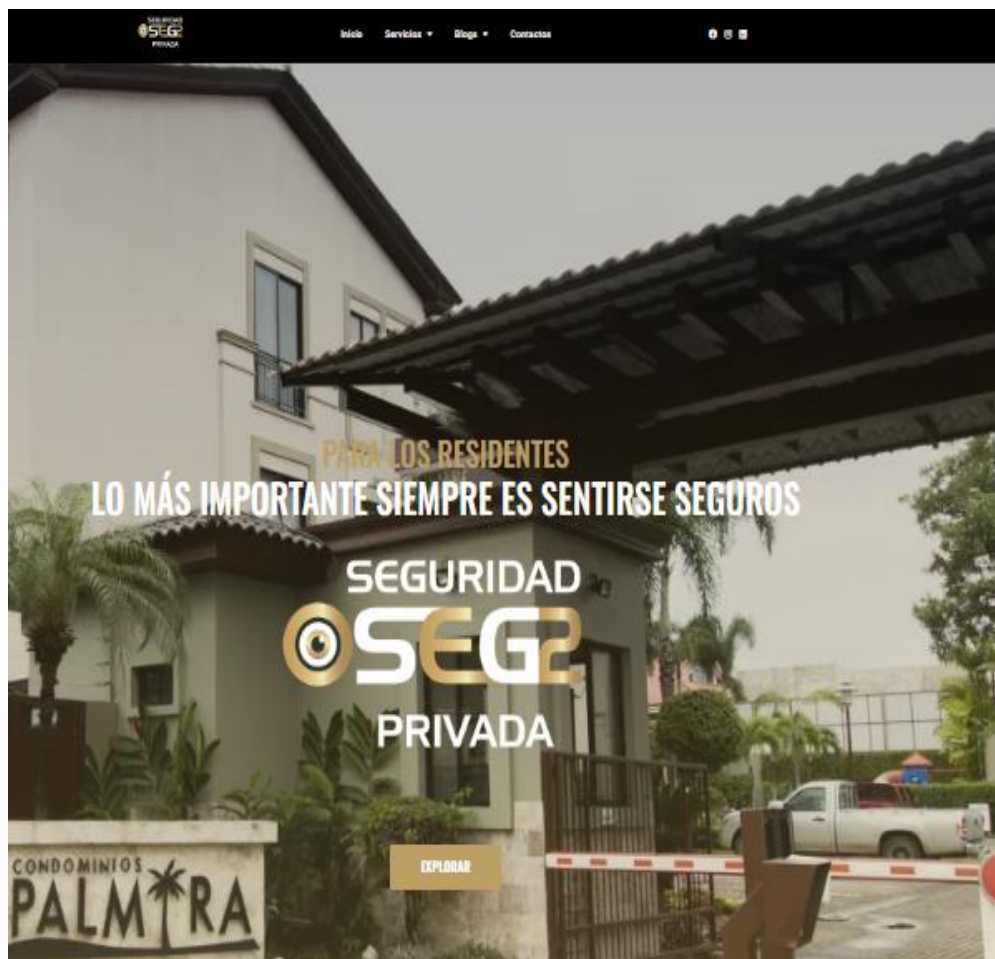 SEGURIDAD
SEG2
PRIVADA
Inicio Servicios Blogs Contactos
PARA LOS RESIDENTES
LO MÁS IMPORTANTE SIEMPRE ES SENTIRSE SEGUROS
SEGURIDAD
SEG2
PRIVADA
EXPLORAR
CONDOMINIOS
PALMIRA